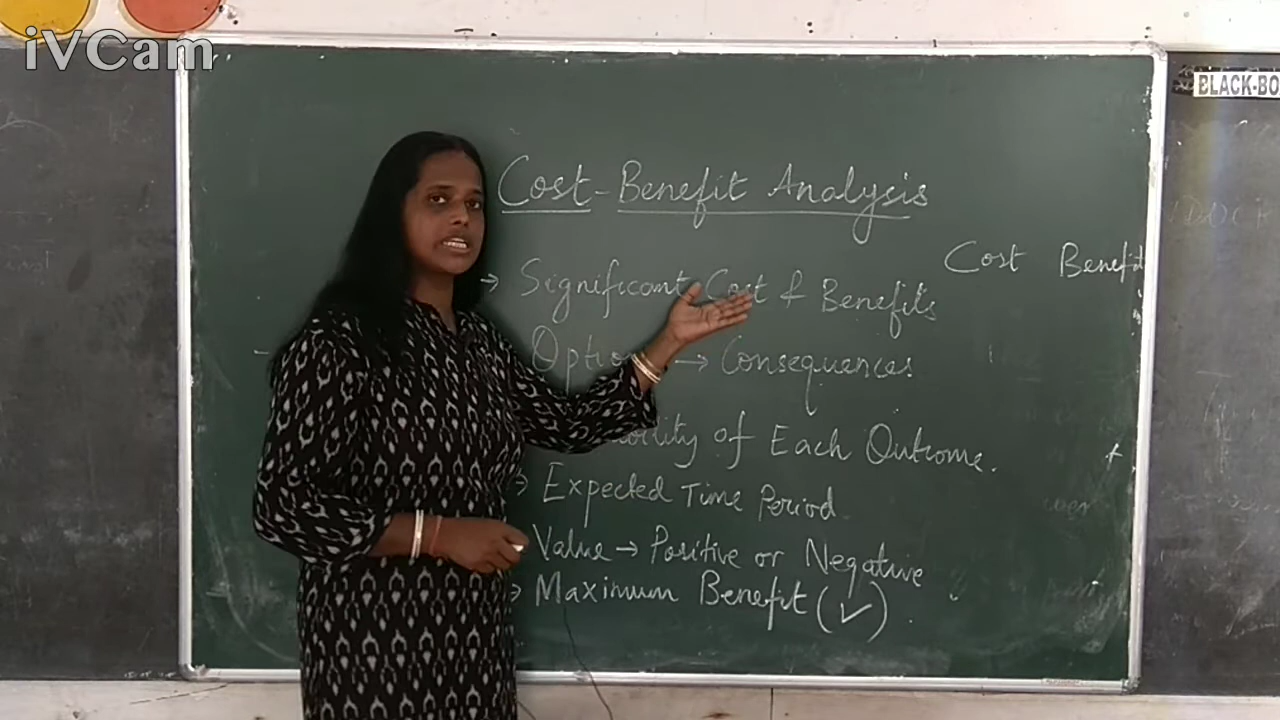 iVCam
BLACK-BO
Cost-Benefit Analysis
Cost Benefit
→ Significant Cost & Benefits
→ Consequences
of Each Outcome.
→ Expected Time Period
Value → Positive or Negative
→ Maximum Benefit (✓)